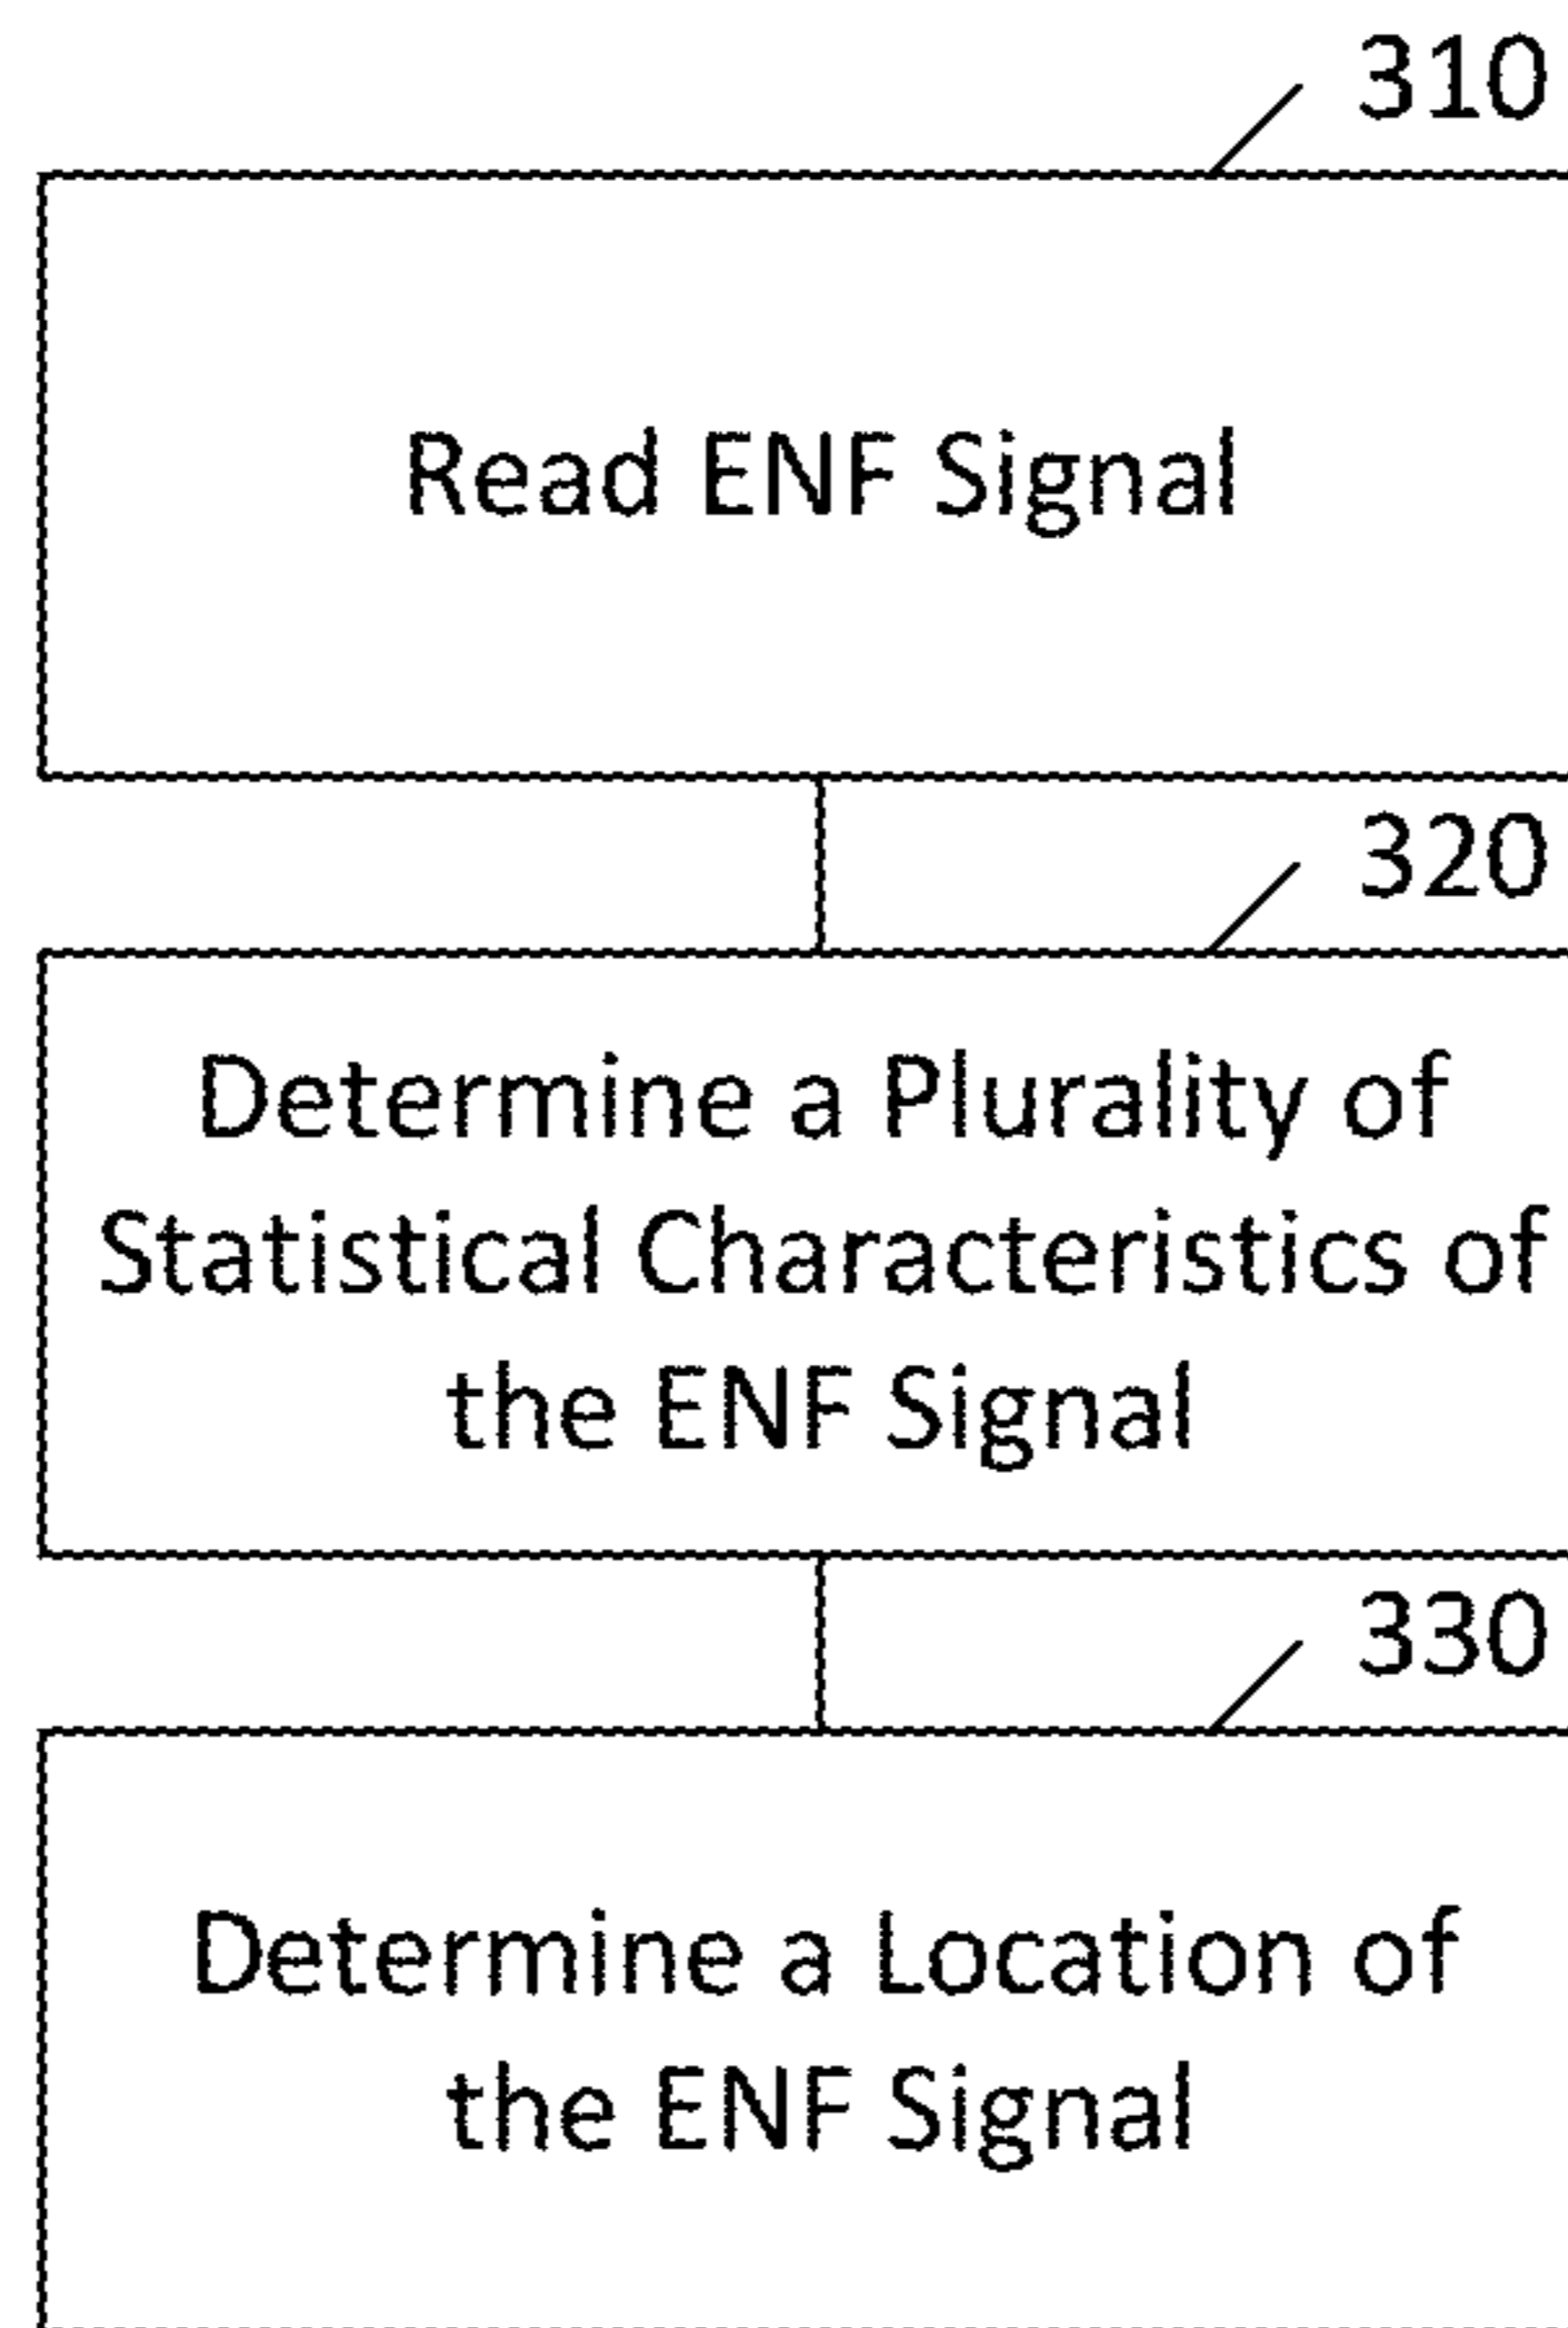 310
Read ENF Signal
320
Determine a Plurality of
Statistical Characteristics of
the ENF Signal
330
Determine a Location of
the ENF Signal